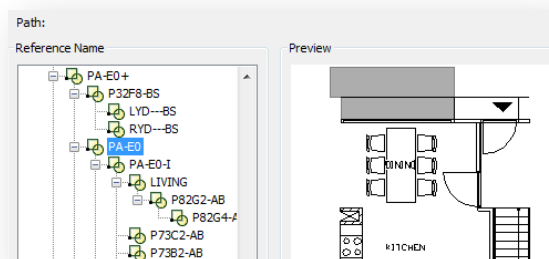 Path:
Reference Name
PA-E0+
P32F8-BS
LYD---BS
RYD---BS
PA-E0
PA-E0-I
LIVING
P82G2-AB
P82G4-A
P73C2-AB
P73B2-AB
Preview
DINING
KITCHEN